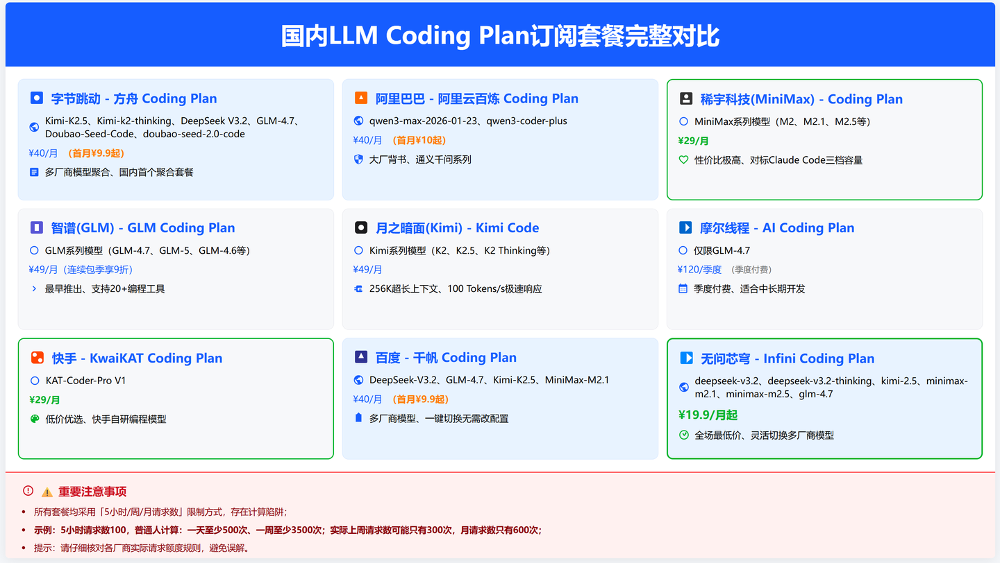 国内LLM Coding Plan订阅套餐完整对比
字节跳动 - 方舟 Coding Plan
Kimi-K2.5、Kimi-k2-thinking、DeepSeek V3.2、GLM-4.7、
Doubao-Seed-Code、doubao-seed-2.0-code
¥40/月 （首月¥9.9起）
多厂商模型聚合、国内首个聚合套餐
阿里巴巴 - 阿里云百炼 Coding Plan
qwen3-max-2026-01-23、qwen3-coder-plus
¥40/月 （首月¥10起）
大厂背书、通义千问系列
稀宇科技(MiniMax) - Coding Plan
MiniMax系列模型（M2、M2.1、M2.5等）
¥29/月
性价比极高、对标Claude Code三档容量
智谱(GLM) - GLM Coding Plan
GLM系列模型（GLM-4.7、GLM-5、GLM-4.6等）
¥49/月（连续包季享9折）
最早推出、支持20+编程工具
月之暗面(Kimi) - Kimi Code
Kimi系列模型（K2、K2.5、K2 Thinking等）
¥49/月
256K超长上下文、100 Tokens/s极速响应
摩尔线程 - AI Coding Plan
仅限GLM-4.7
¥120/季度 （季度付费）
季度付费、适合中长期开发
快手 - KwaiKAT Coding Plan
KAT-Coder-Pro V1
¥29/月
低价优选、快手自研编程模型
百度 - 千帆 Coding Plan
DeepSeek-V3.2、GLM-4.7、Kimi-K2.5、MiniMax-M2.1
¥40/月 （首月¥9.9起）
多厂商模型、一键切换无需改配置
无问芯穹 - Infini Coding Plan
deepseek-v3.2、deepseek-v3.2-thinking、kimi-2.5、minimax-
m2.1、minimax-m2.5、glm-4.7
¥19.9/月起
全场最低价、灵活切换多厂商模型
⚠️ 重要注意事项
• 所有套餐均采用「5小时/周/月请求数」限制方式，存在计算陷阱；
• 示例：5小时请求数100，普通人计算：一天至少500次、一周至少3500次；实际上周请求数可能只有300次，月请求数只有600次；
• 提示：请仔细核对各厂商实际请求额度规则，避免误解。